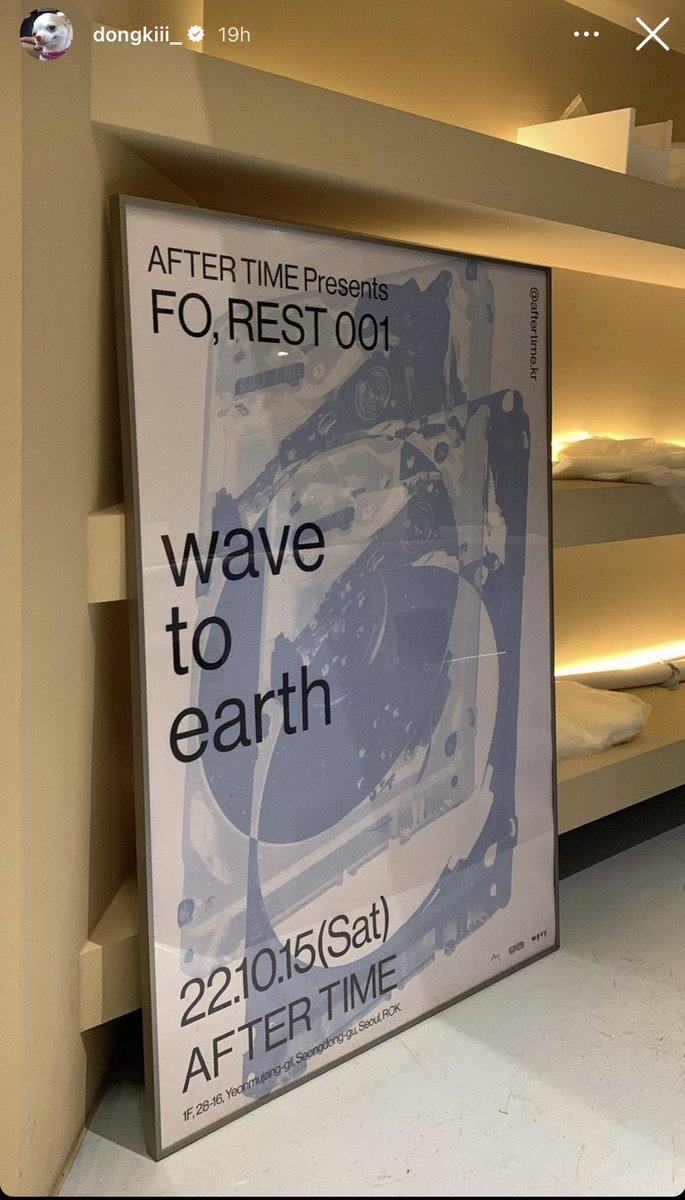 dongkiii_ 19h
AFTER TIME Presents
FO, REST 001
@aftertime.kr
wave
to
earth
22.10.15(Sat)
AFTER TIME
1F, 28-16, Yeonmujang-gil, Seongdong-gu, Seoul, ROK.
wavy